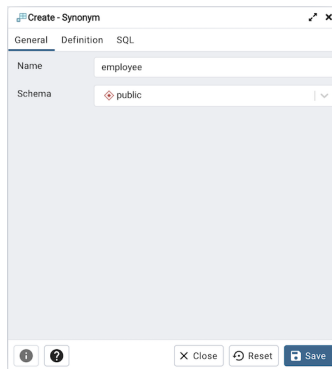 Create - Synonym
General Definition SQL
Name employee
Schema public
Close Reset Save